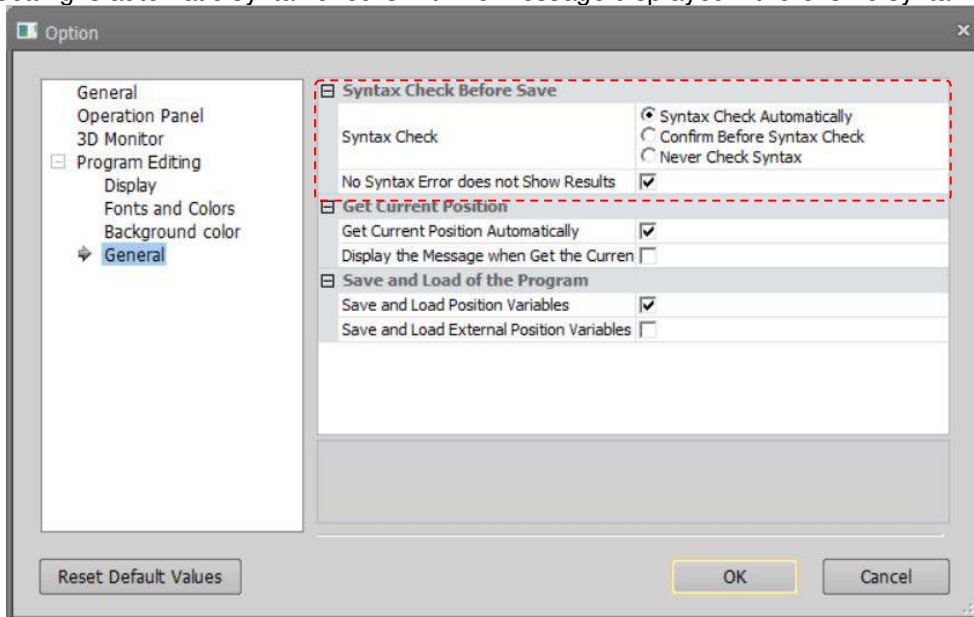 Option
General
Operation Panel
3D Monitor
Program Editing
Display
Fonts and Colors
Background color
General
Syntax Check Before Save
Syntax Check
Syntax Check Automatically
Confirm Before Syntax Check
Never Check Syntax
No Syntax Error does not Show Results
Get Current Position
Get Current Position Automatically
Display the Message when Get the Curren
Save and Load of the Program
Save and Load Position Variables
Save and Load External Position Variables
Reset Default Values
OK
Cancel